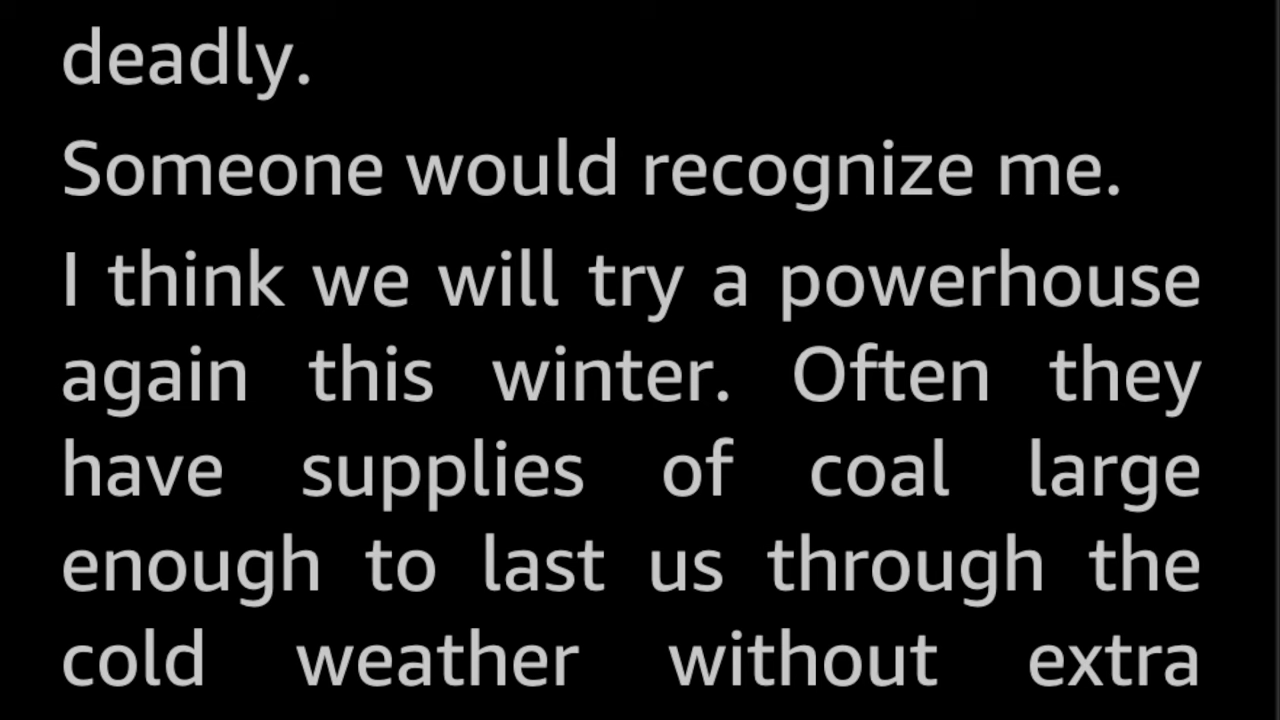 deadly.
Someone would recognize me.
I think we will try a powerhouse
again this winter. Often they
have supplies of coal large
enough to last us through the
cold weather without extra